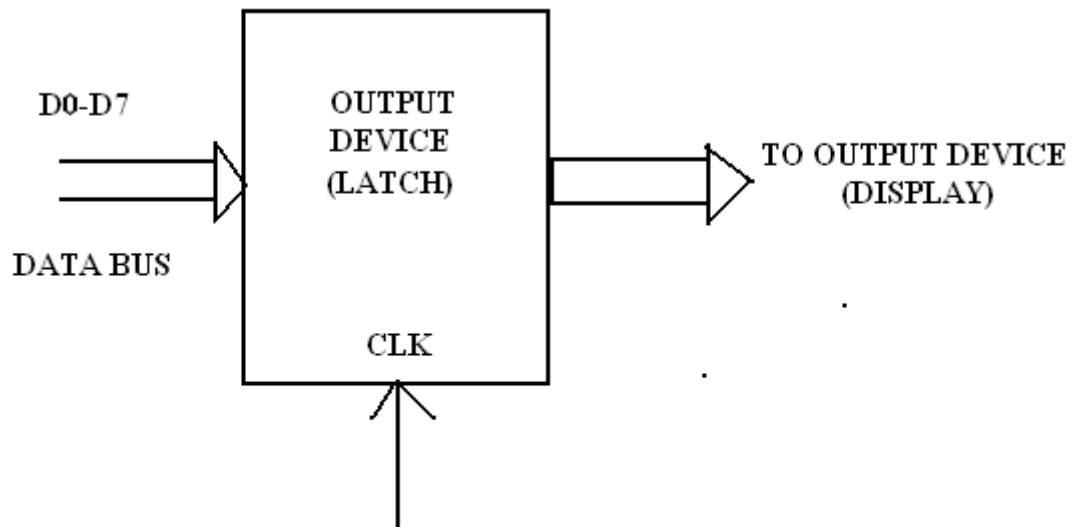 D0-D7
DATA BUS
OUTPUT
DEVICE
(LATCH)
CLK
TO OUTPUT DEVICE
(DISPLAY)